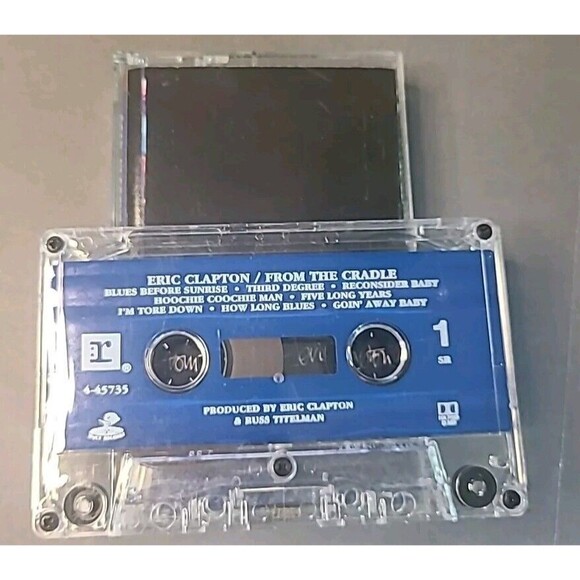 ERIC CLAPTON / FROM THE CRADLE
BLUES BEFORE SUNRISE • THIRD DEGREE • RECONSIDER BABY
HOOCHIE COOCHIE MAN • FIVE LONG YEARS
I'M TORE DOWN • HOW LONG BLUES • GOIN' AWAY BABY
r®
1
SR
4-45735
PRODUCED BY ERIC CLAPTON
& RUSS TITELMAN